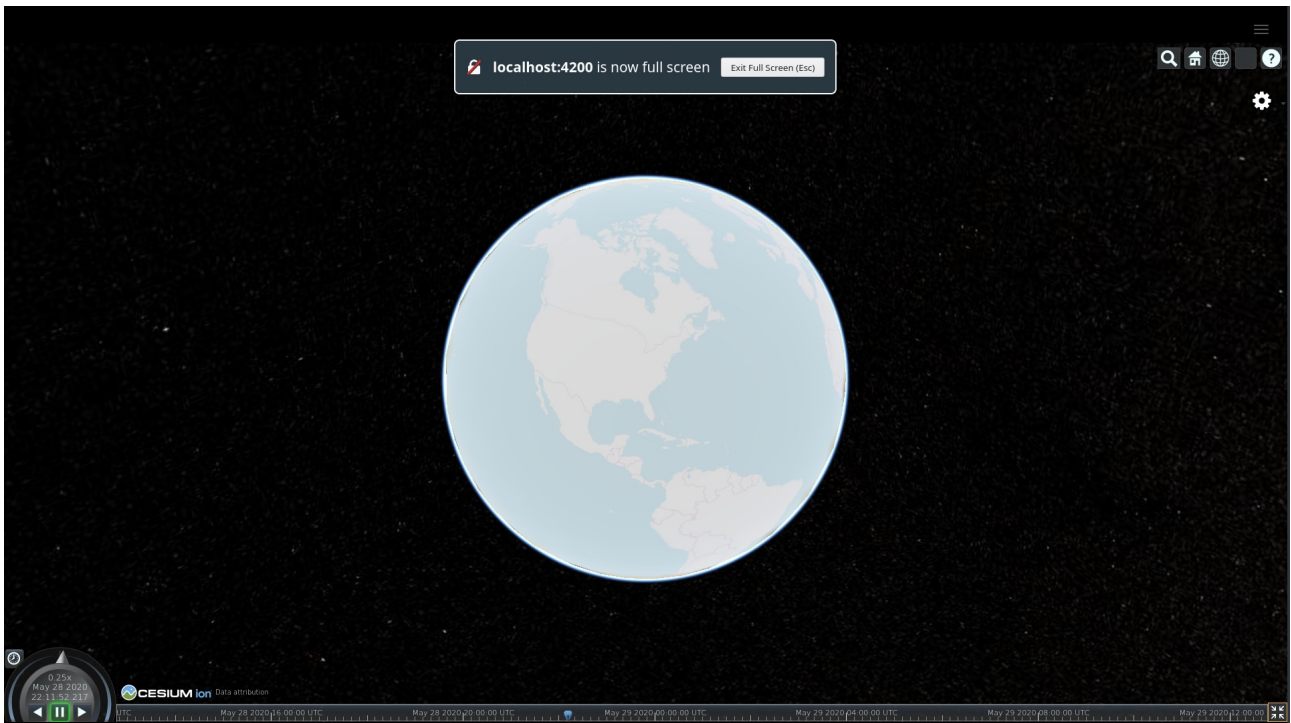 localhost:4200 is now full screen Exit Full Screen (Esc)
?
0.25x
May 28 2020
22:11:52.217
CESIUM ion Data attribution
UTC May 28 2020 16:00:00 UTC May 28 2020 20:00:00 UTC May 29 2020 00:00:00 UTC May 29 2020 04:00:00 UTC May 29 2020 08:00:00 UTC May 29 2020 12:00:00